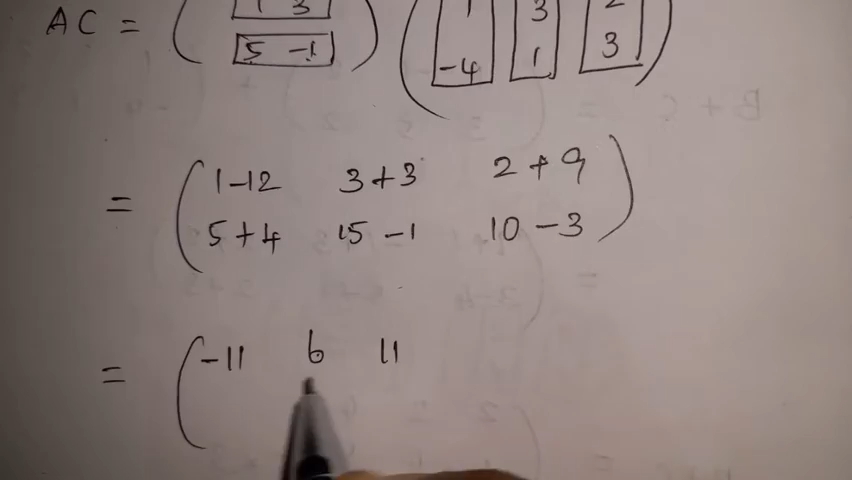 AC = ( 1 3 ) ( 1 3 2 )
5 -1 -4 1 3
= ( 1-12 3+3 2+9 )
5+4 15-1 10-3
= ( -11 6 11